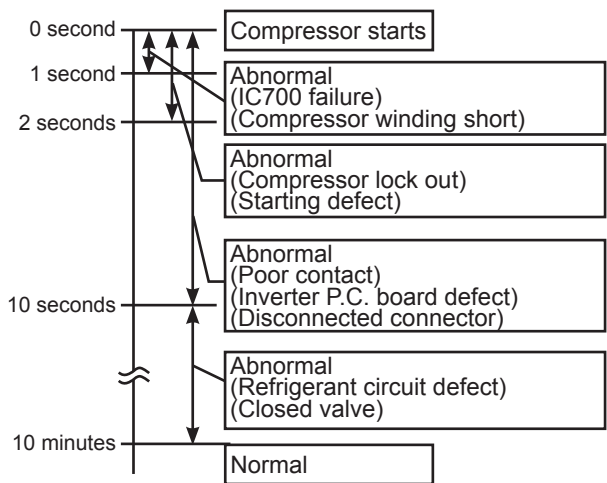 0 second
Compressor starts
1 second
Abnormal
(IC700 failure)
(Compressor winding short)
2 seconds
Abnormal
(Compressor lock out)
(Starting defect)
Abnormal
(Poor contact)
(Inverter P.C. board defect)
(Disconnected connector)
10 seconds
Abnormal
(Refrigerant circuit defect)
(Closed valve)
10 minutes
Normal